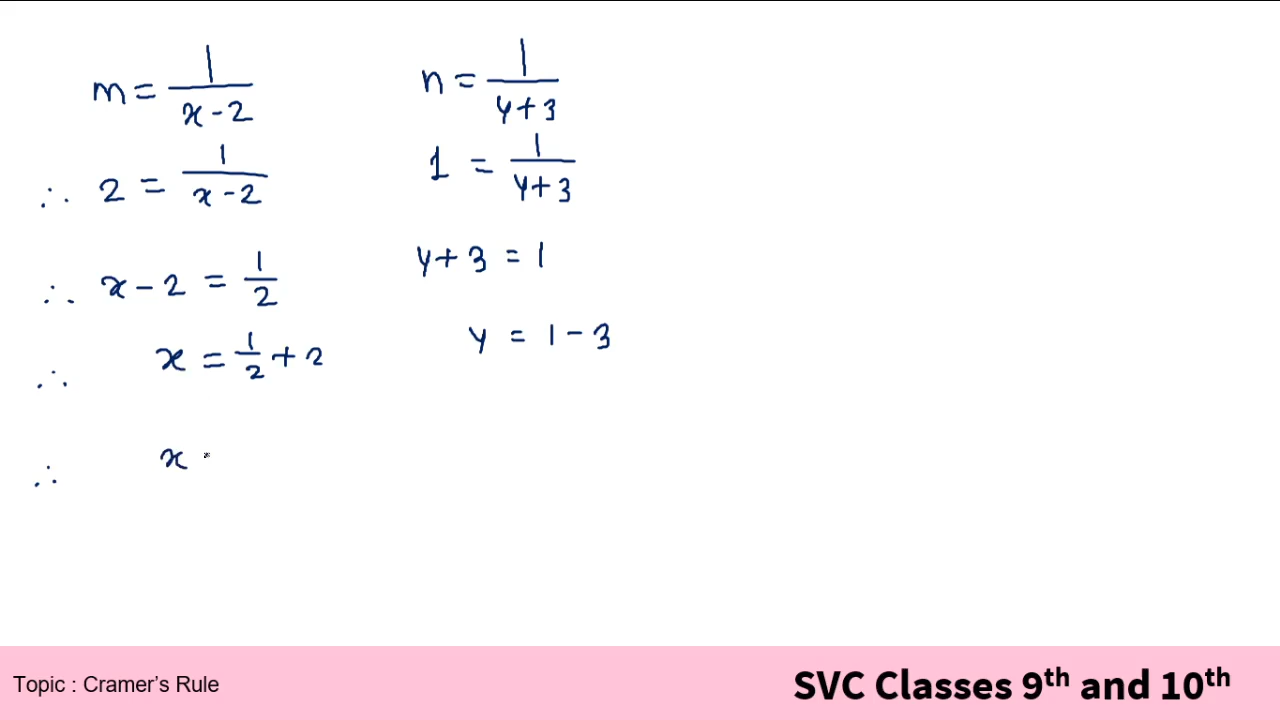 m = 1/(x-2)
∴ 2 = 1/(x-2)
∴ x-2 = 1/2
∴ x = 1/2 + 2
∴ x
n = 1/(y+3)
1 = 1/(y+3)
y+3 = 1
y = 1-3
Topic : Cramer’s Rule
SVC Classes 9th and 10th